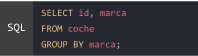 SQL
SELECT id, marca
FROM coche
GROUP BY marca;